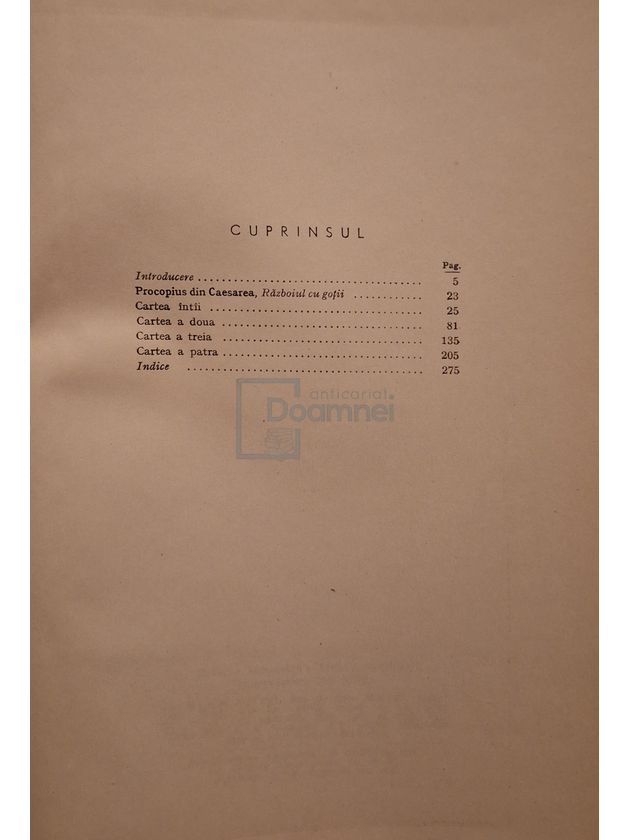 CUPRINSUL
Pag.
Introducere ..................................... 5
Procopius din Caesarea, Războiul cu goții ............ 23
Cartea întîi .................................... 25
Cartea a doua .................................. 81
Cartea a treia .................................. 135
Cartea a patra .................................. 205
Indice ........................................ 275
anticariat
Doamnei